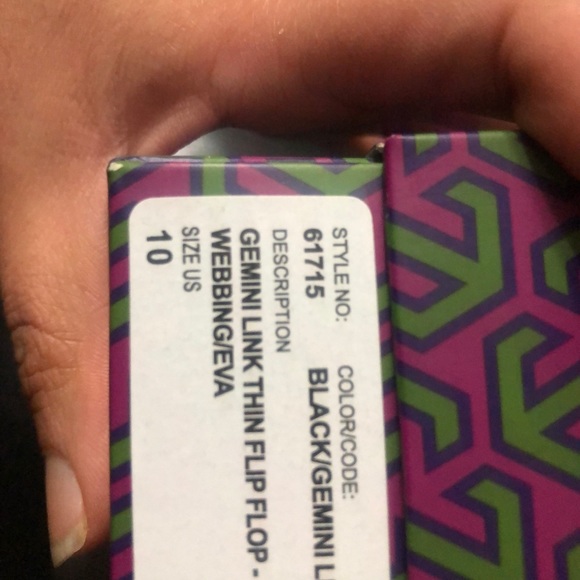 STYLE NO: COLOR/CODE:
61715 BLACK/GEMINI L
DESCRIPTION
GEMINI LINK THIN FLIP FLOP -
WEBBING/EVA
SIZE US
10